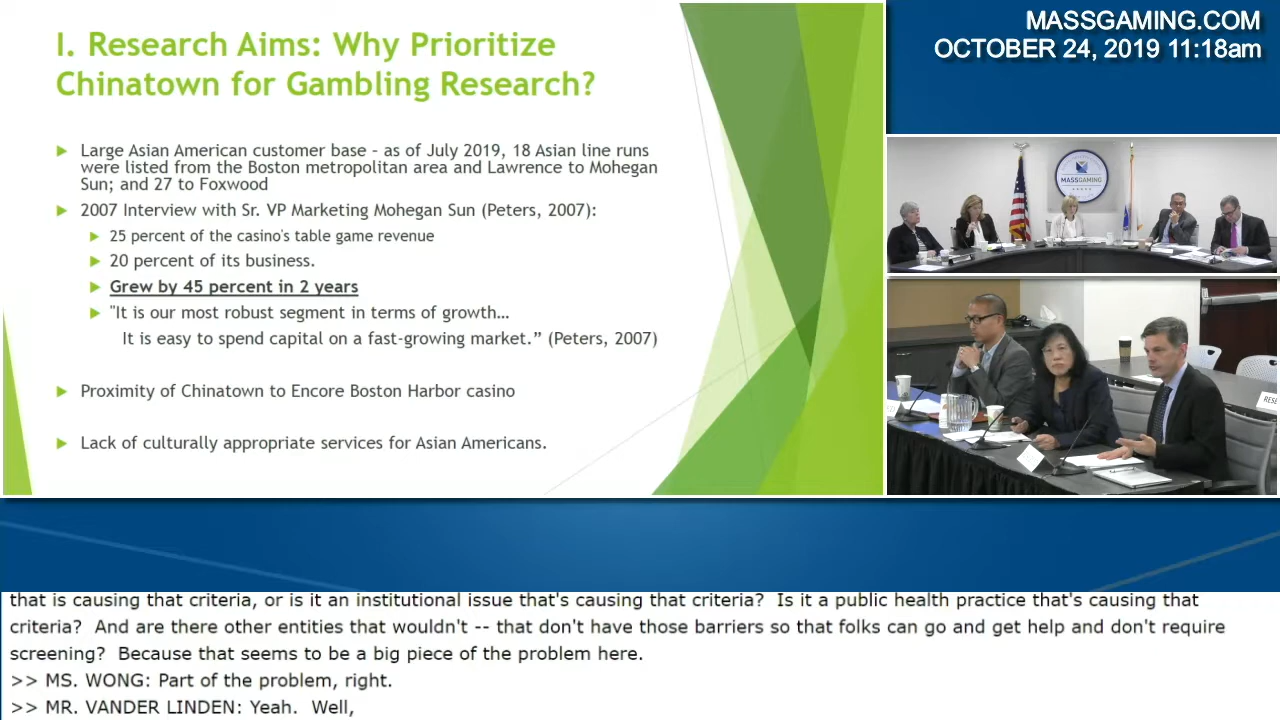 I. Research Aims: Why Prioritize
Chinatown for Gambling Research?
Large Asian American customer base – as of July 2019, 18 Asian line runs
were listed from the Boston metropolitan area and Lawrence to Mohegan
Sun; and 27 to Foxwood
2007 Interview with Sr. VP Marketing Mohegan Sun (Peters, 2007):
25 percent of the casino's table game revenue
20 percent of its business.
Grew by 45 percent in 2 years
"It is our most robust segment in terms of growth…
It is easy to spend capital on a fast-growing market.” (Peters, 2007)
Proximity of Chinatown to Encore Boston Harbor casino
Lack of culturally appropriate services for Asian Americans.
MASSGAMING.COM
OCTOBER 24, 2019 11:18am
MASSGAMING
RESE
that is causing that criteria, or is it an institutional issue that's causing that criteria?  Is it a public health practice that's causing that
criteria?  And are there other entities that wouldn't -- that don't have those barriers so that folks can go and get help and don't require
screening?  Because that seems to be a big piece of the problem here.
>> MS. WONG: Part of the problem, right.
>> MR. VANDER LINDEN: Yeah.  Well,